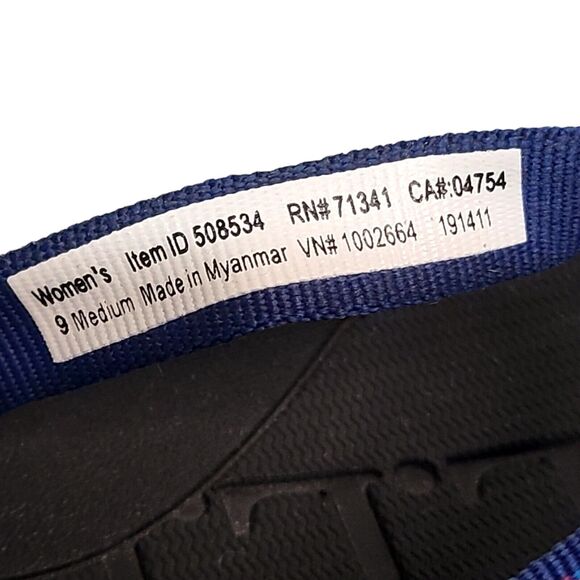 Women's Item ID 508534 RN# 71341 CA#:04754
9 Medium Made in Myanmar VN# 1002664 191411